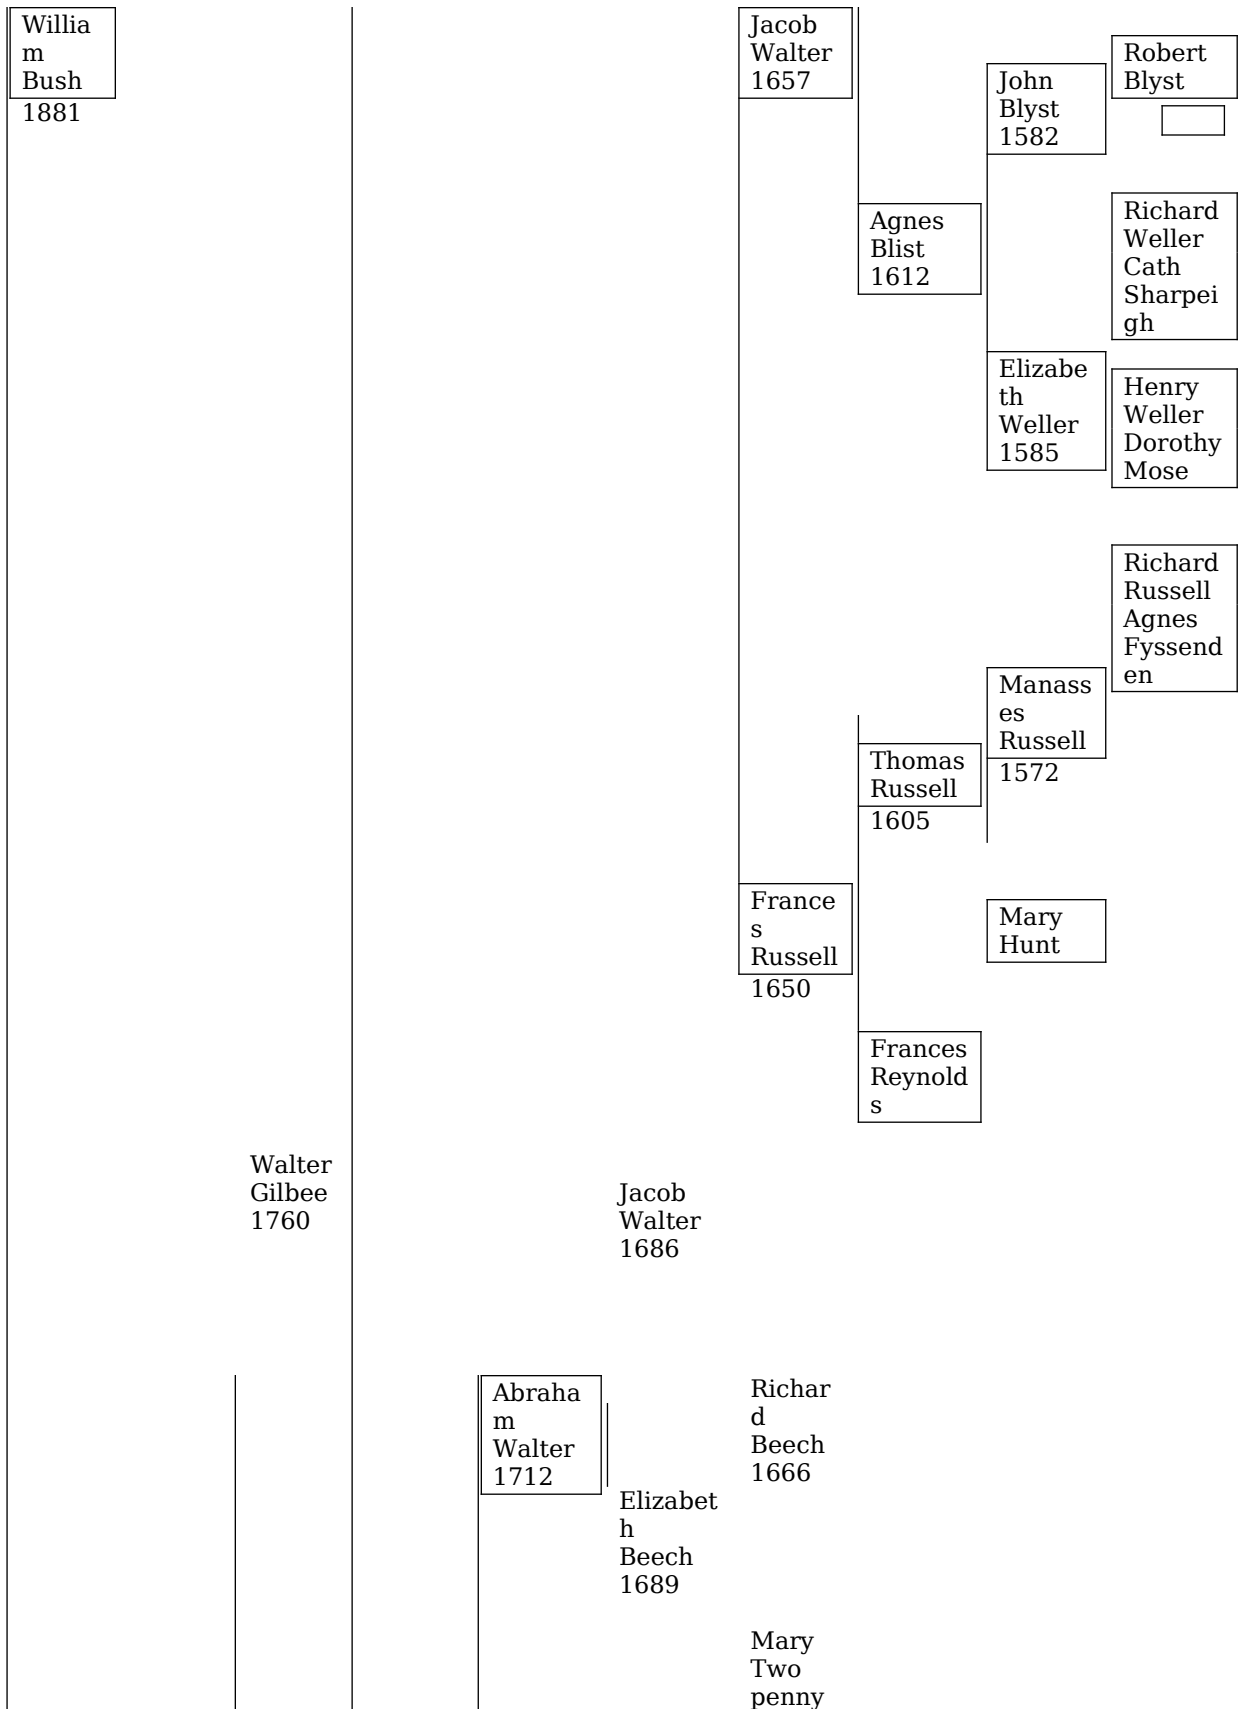 Willia
m
Bush
1881
Jacob
Walter
1657
John
Blyst
1582
Robert
Blyst
Agnes
Blist
1612
Richard
Weller
Cath
Sharpei
gh
Elizabe
th
Weller
1585
Henry
Weller
Dorothy
Mose
Richard
Russell
Agnes
Fyssend
en
Manass
es
Russell
1572
Thomas
Russell
1605
France
s
Russell
1650
Mary
Hunt
Frances
Reynold
s
Walter
Gilbee
1760
Jacob
Walter
1686
Abraha
m
Walter
1712
Richar
d
Beech
1666
Elizabet
h
Beech
1689
Mary
Two
penny